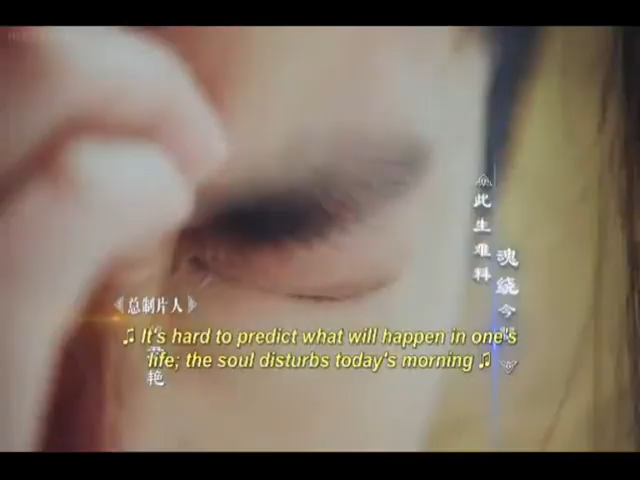 此生难料
魂绕今
《总制片人》
艳
♫ It's hard to predict what will happen in one's
life; the soul disturbs today's morning ♫